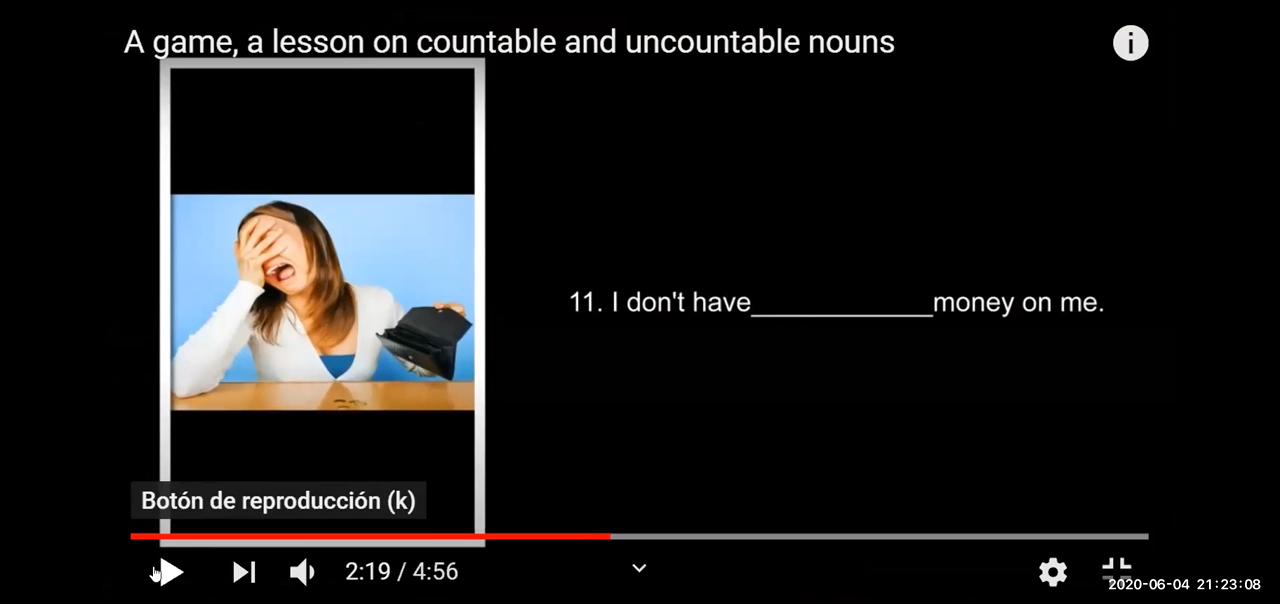 A game, a lesson on countable and uncountable nouns
11. I don't have_____________money on me.
Botón de reproducción (k)
2:19 / 4:56
2020-06-04 21:23:08